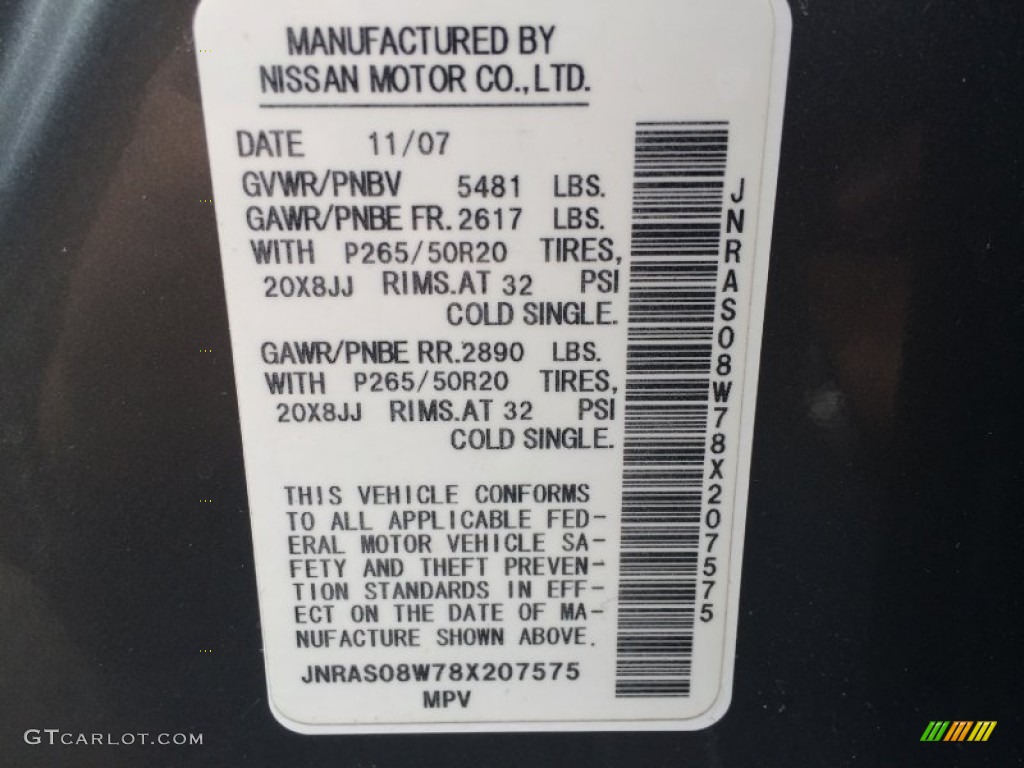 MANUFACTURED BY
NISSAN MOTOR CO.,LTD.
DATE 11/07
GVWR/PNBV 5481 LBS.
GAWR/PNBE FR. 2617 LBS.
WITH P265/50R20 TIRES,
20X8JJ RIMS.AT 32 PSI
COLD SINGLE.
GAWR/PNBE RR. 2890 LBS.
WITH P265/50R20 TIRES,
20X8JJ RIMS.AT 32 PSI
COLD SINGLE.
THIS VEHICLE CONFORMS
TO ALL APPLICABLE FED-
ERAL MOTOR VEHICLE SA-
FETY AND THEFT PREVEN-
TION STANDARDS IN EFF-
ECT ON THE DATE OF MA-
NUFACTURE SHOWN ABOVE.
JNRAS08W78X207575
MPV
JNRAS08W78X207575
GTCARLOT.COM